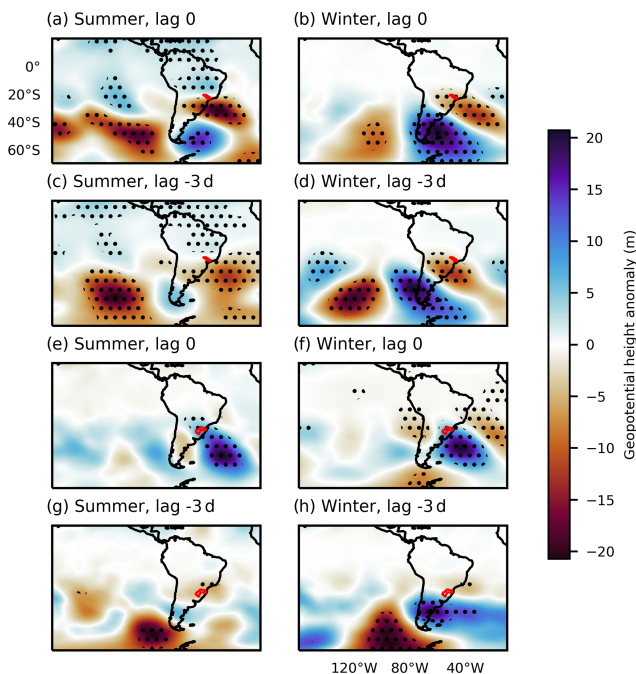 (a) Summer, lag 0
(b) Winter, lag 0
0°
20°S
40°S
60°S
(c) Summer, lag -3 d
(d) Winter, lag -3 d
(e) Summer, lag 0
(f) Winter, lag 0
(g) Summer, lag -3 d
(h) Winter, lag -3 d
120°W 80°W 40°W
20
15
10
5
0
−5
−10
−15
−20
Geopotential height anomaly (m)